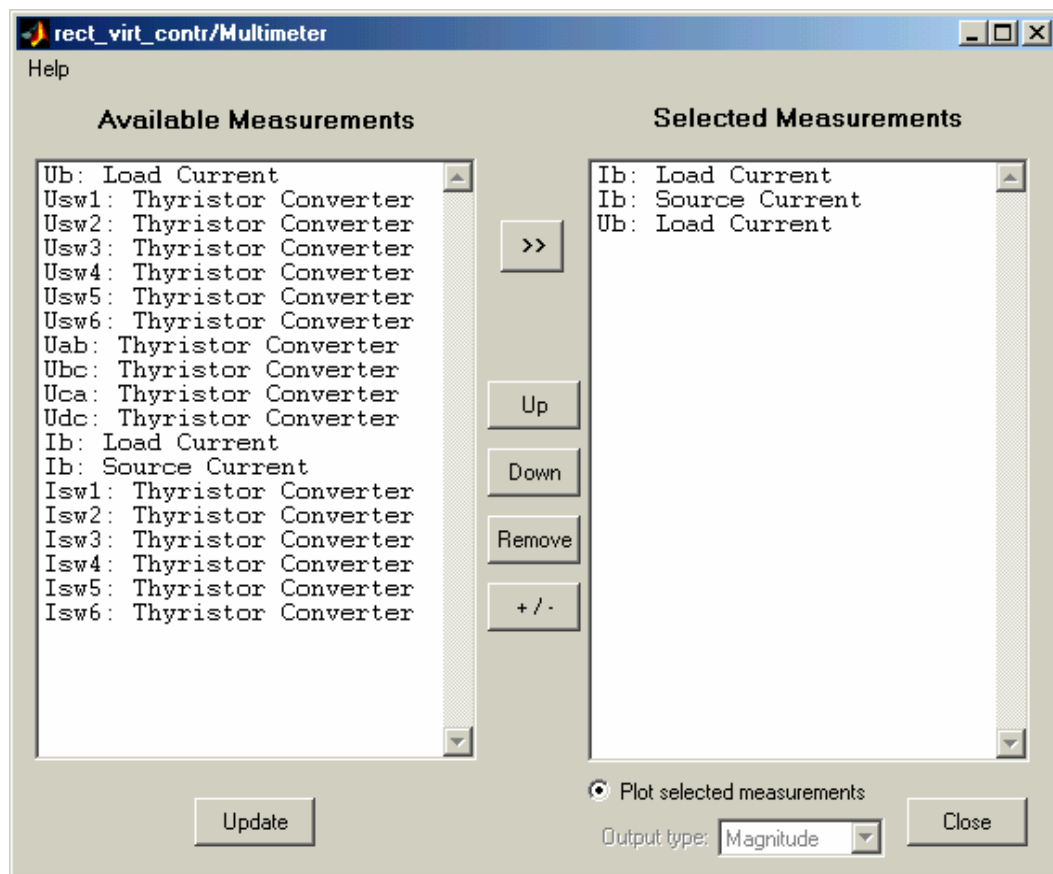 rect_virt_contr/Multimeter
Help
Available Measurements
Ub: Load Current
Usw1: Thyristor Converter
Usw2: Thyristor Converter
Usw3: Thyristor Converter
Usw4: Thyristor Converter
Usw5: Thyristor Converter
Usw6: Thyristor Converter
Uab: Thyristor Converter
Ubc: Thyristor Converter
Uca: Thyristor Converter
Udc: Thyristor Converter
Ib: Load Current
Ib: Source Current
Isw1: Thyristor Converter
Isw2: Thyristor Converter
Isw3: Thyristor Converter
Isw4: Thyristor Converter
Isw5: Thyristor Converter
Isw6: Thyristor Converter
Update
>>
Up
Down
Remove
+ / -
Selected Measurements
Ib: Load Current
Ib: Source Current
Ub: Load Current
Plot selected measurements
Output type: Magnitude
Close